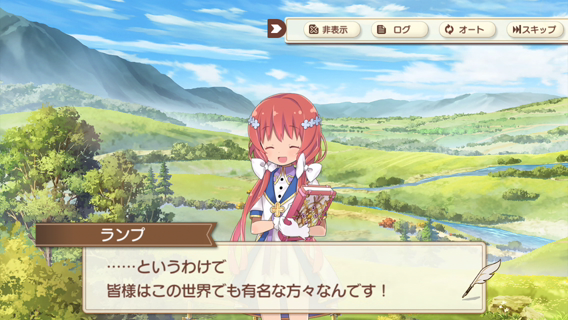 非表示
ログ
オート
スキップ
ランプ
……というわけで
皆様はこの世界でも有名な方々なんです！